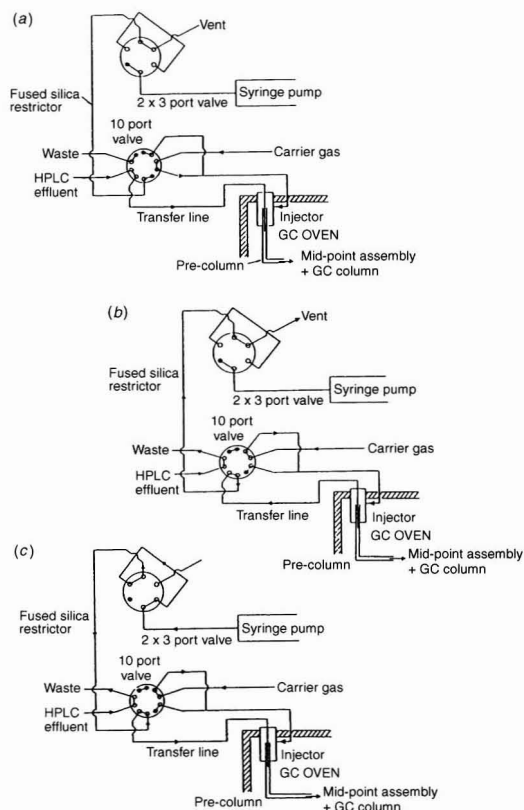 (a)
Vent
Fused silica
restrictor
2 x 3 port valve
Syringe pump
10 port
valve
Waste
Carrier gas
HPLC
effluent
Transfer line
Injector
GC OVEN
Pre-column
Mid-point assembly
+ GC column
(b)
Vent
Fused silica
restrictor
2 x 3 port valve
Syringe pump
10 port
valve
Waste
Carrier gas
HPLC
effluent
Transfer line
Injector
GC OVEN
Pre-column
Mid-point assembly
+ GC column
(c)
Fused silica
restrictor
2 x 3 port valve
Syringe pump
10 port
valve
Waste
Carrier gas
HPLC
effluent
Transfer line
Injector
GC OVEN
Pre-column
Mid-point assembly
+ GC column